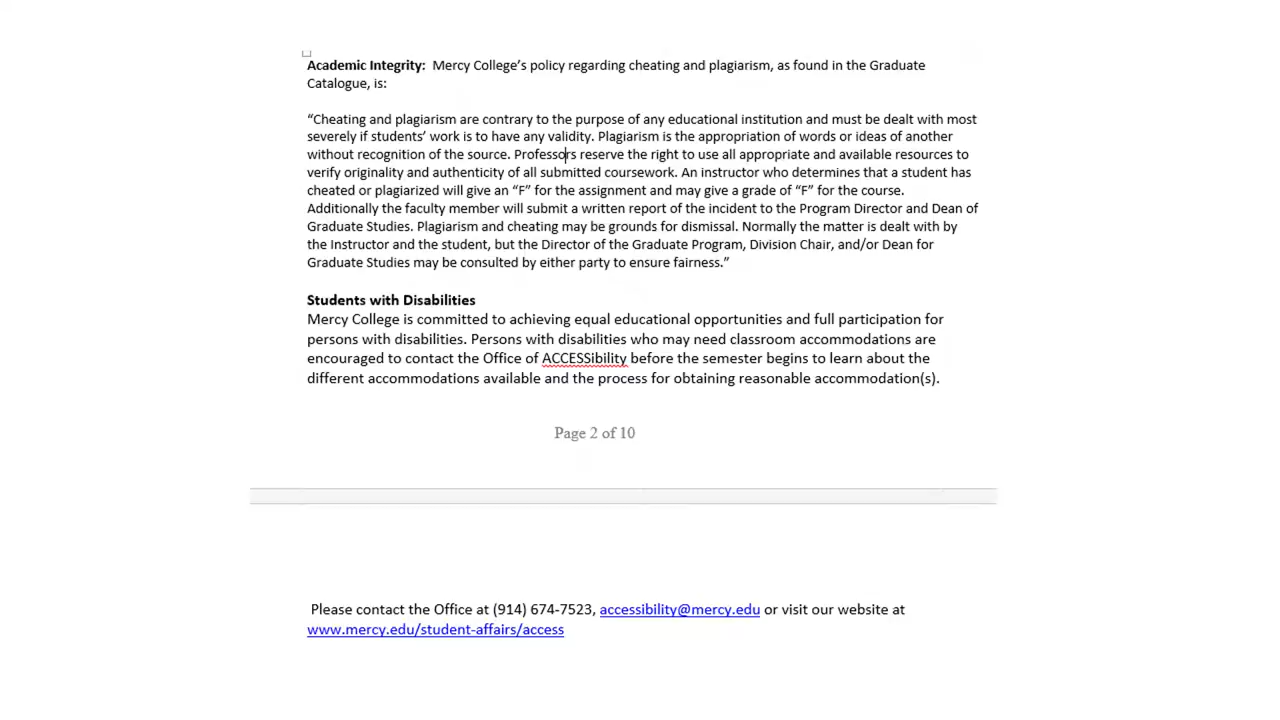 Academic Integrity:  Mercy College’s policy regarding cheating and plagiarism, as found in the Graduate
Catalogue, is:
“Cheating and plagiarism are contrary to the purpose of any educational institution and must be dealt with most
severely if students’ work is to have any validity. Plagiarism is the appropriation of words or ideas of another
without recognition of the source. Professors reserve the right to use all appropriate and available resources to
verify originality and authenticity of all submitted coursework. An instructor who determines that a student has
cheated or plagiarized will give an “F” for the assignment and may give a grade of “F” for the course.
Additionally the faculty member will submit a written report of the incident to the Program Director and Dean of
Graduate Studies. Plagiarism and cheating may be grounds for dismissal. Normally the matter is dealt with by
the Instructor and the student, but the Director of the Graduate Program, Division Chair, and/or Dean for
Graduate Studies may be consulted by either party to ensure fairness.”
Students with Disabilities
Mercy College is committed to achieving equal educational opportunities and full participation for
persons with disabilities. Persons with disabilities who may need classroom accommodations are
encouraged to contact the Office of ACCESSibility before the semester begins to learn about the
different accommodations available and the process for obtaining reasonable accommodation(s).
Page 2 of 10
Please contact the Office at (914) 674-7523, accessibility@mercy.edu or visit our website at
www.mercy.edu/student-affairs/access